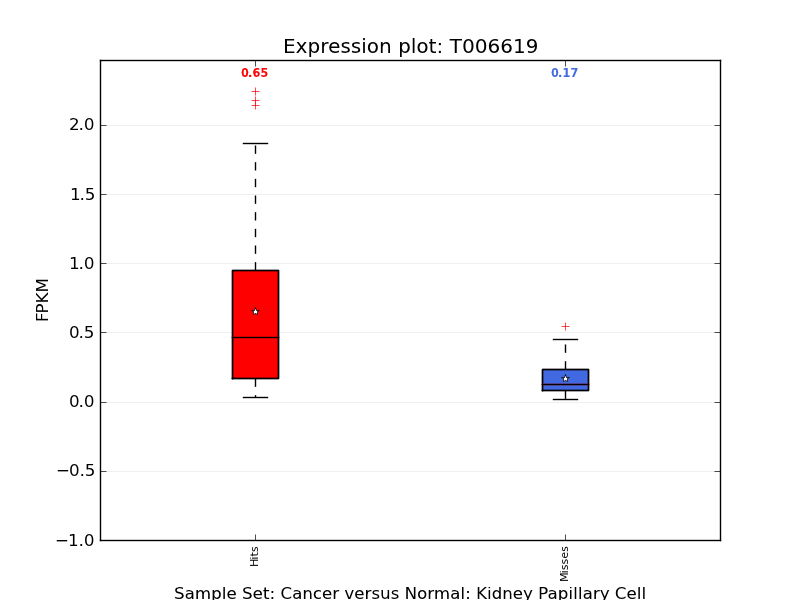 Expression plot: T006619
0.65 0.17
2.0
1.5
1.0
0.5
0.0
−0.5
−1.0
FPKM
Hits
Misses
Sample Set: Cancer versus Normal: Kidney Papillary Cell